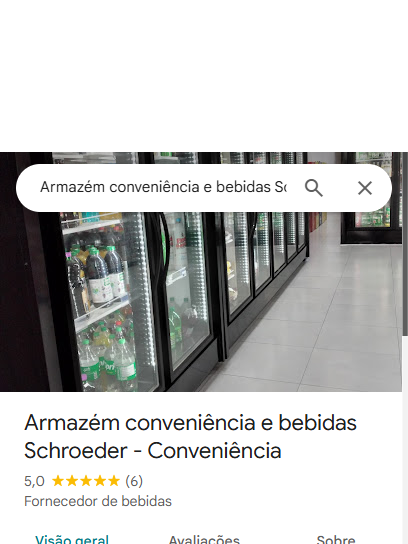 Armazém conveniência e bebidas Sc
Armazém conveniência e bebidas
Schroeder - Conveniência
5,0 (6)
Fornecedor de bebidas
Visão geral Avaliações Sobre